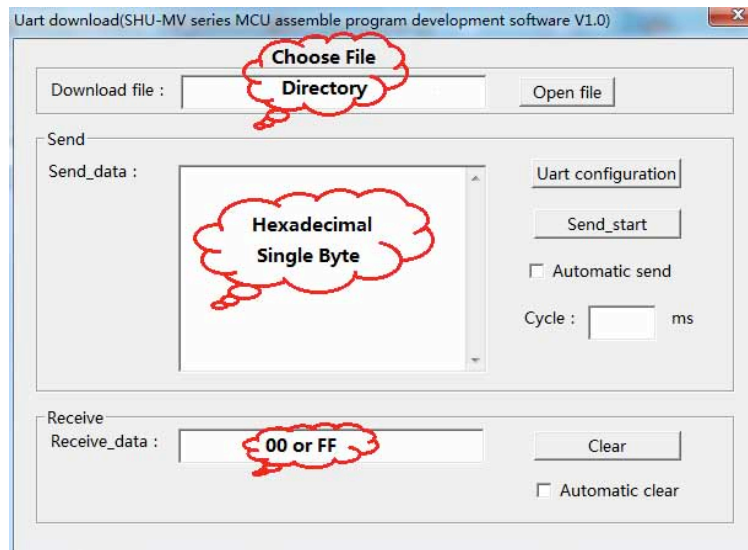 Uart download(SHU-MV series MCU assemble program development software V1.0)
Choose File
Download file :
Directory
Open file
Send
Send_data :
Uart configuration
Hexadecimal
Send_start
Single Byte
Automatic send
Cycle :
ms
Receive
Receive_data :
00 or FF
Clear
Automatic clear